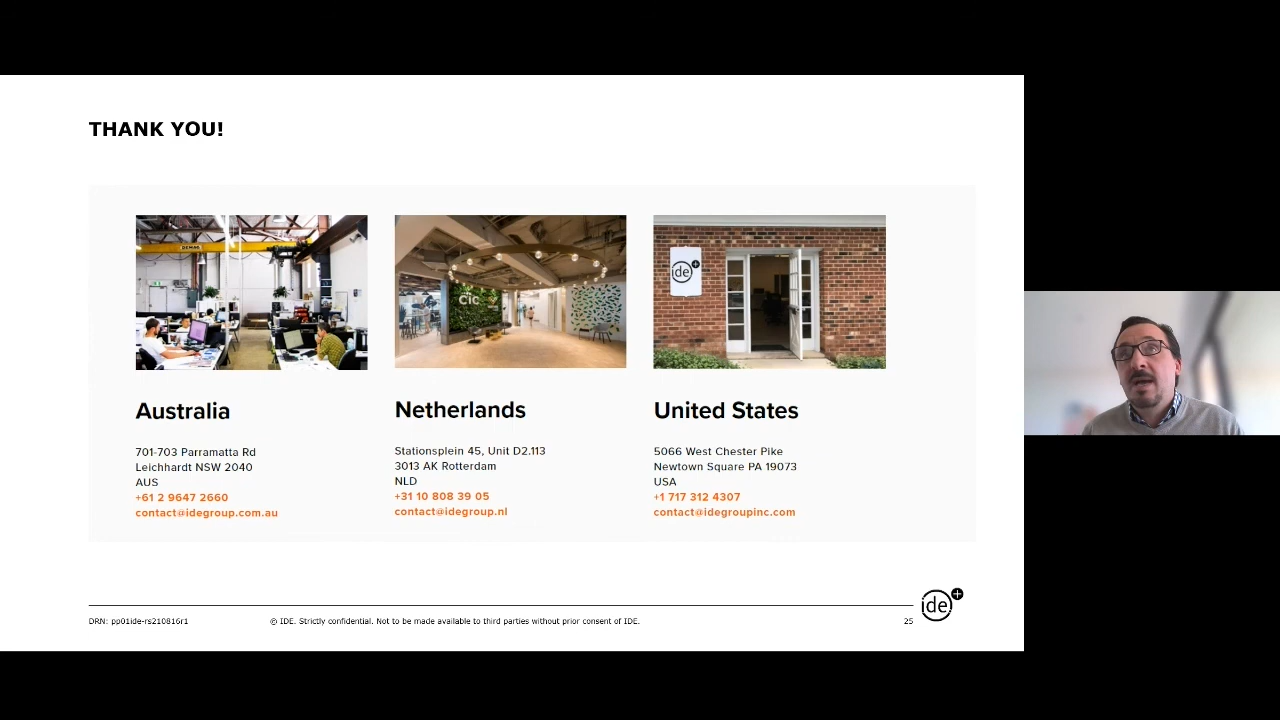 THANK YOU!
DEMAG
cic
ide+
Australia
701-703 Parramatta Rd
Leichhardt NSW 2040
AUS
+61 2 9647 2660
contact@idegroup.com.au
Netherlands
Stationsplein 45, Unit D2.113
3013 AK Rotterdam
NLD
+31 10 808 39 05
contact@idegroup.nl
United States
5066 West Chester Pike
Newtown Square PA 19073
USA
+1 717 312 4307
contact@idegroupinc.com
DRN: pp01ide-rs210816r1
© IDE. Strictly confidential. Not to be made available to third parties without prior consent of IDE.
25
ide+